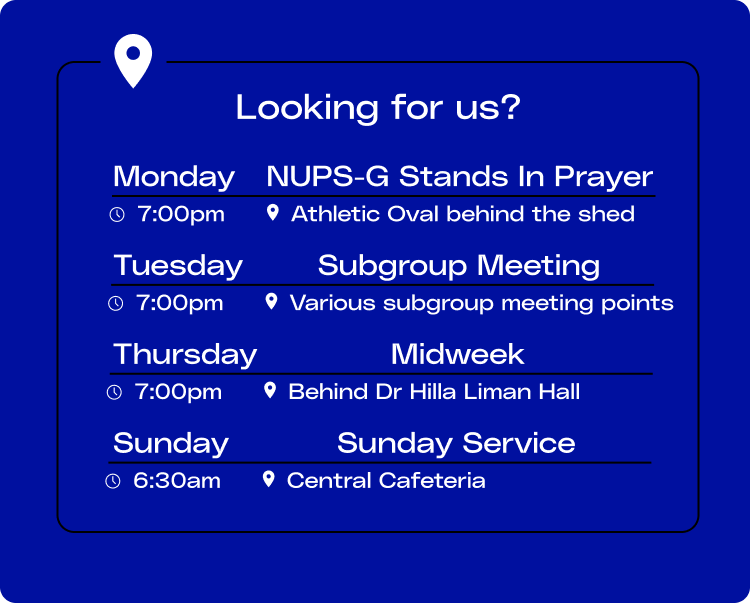 Looking for us?
Monday NUPS-G Stands In Prayer
7:00pm Athletic Oval behind the shed
Tuesday Subgroup Meeting
7:00pm Various subgroup meeting points
Thursday Midweek
7:00pm Behind Dr Hilla Liman Hall
Sunday Sunday Service
6:30am Central Cafeteria